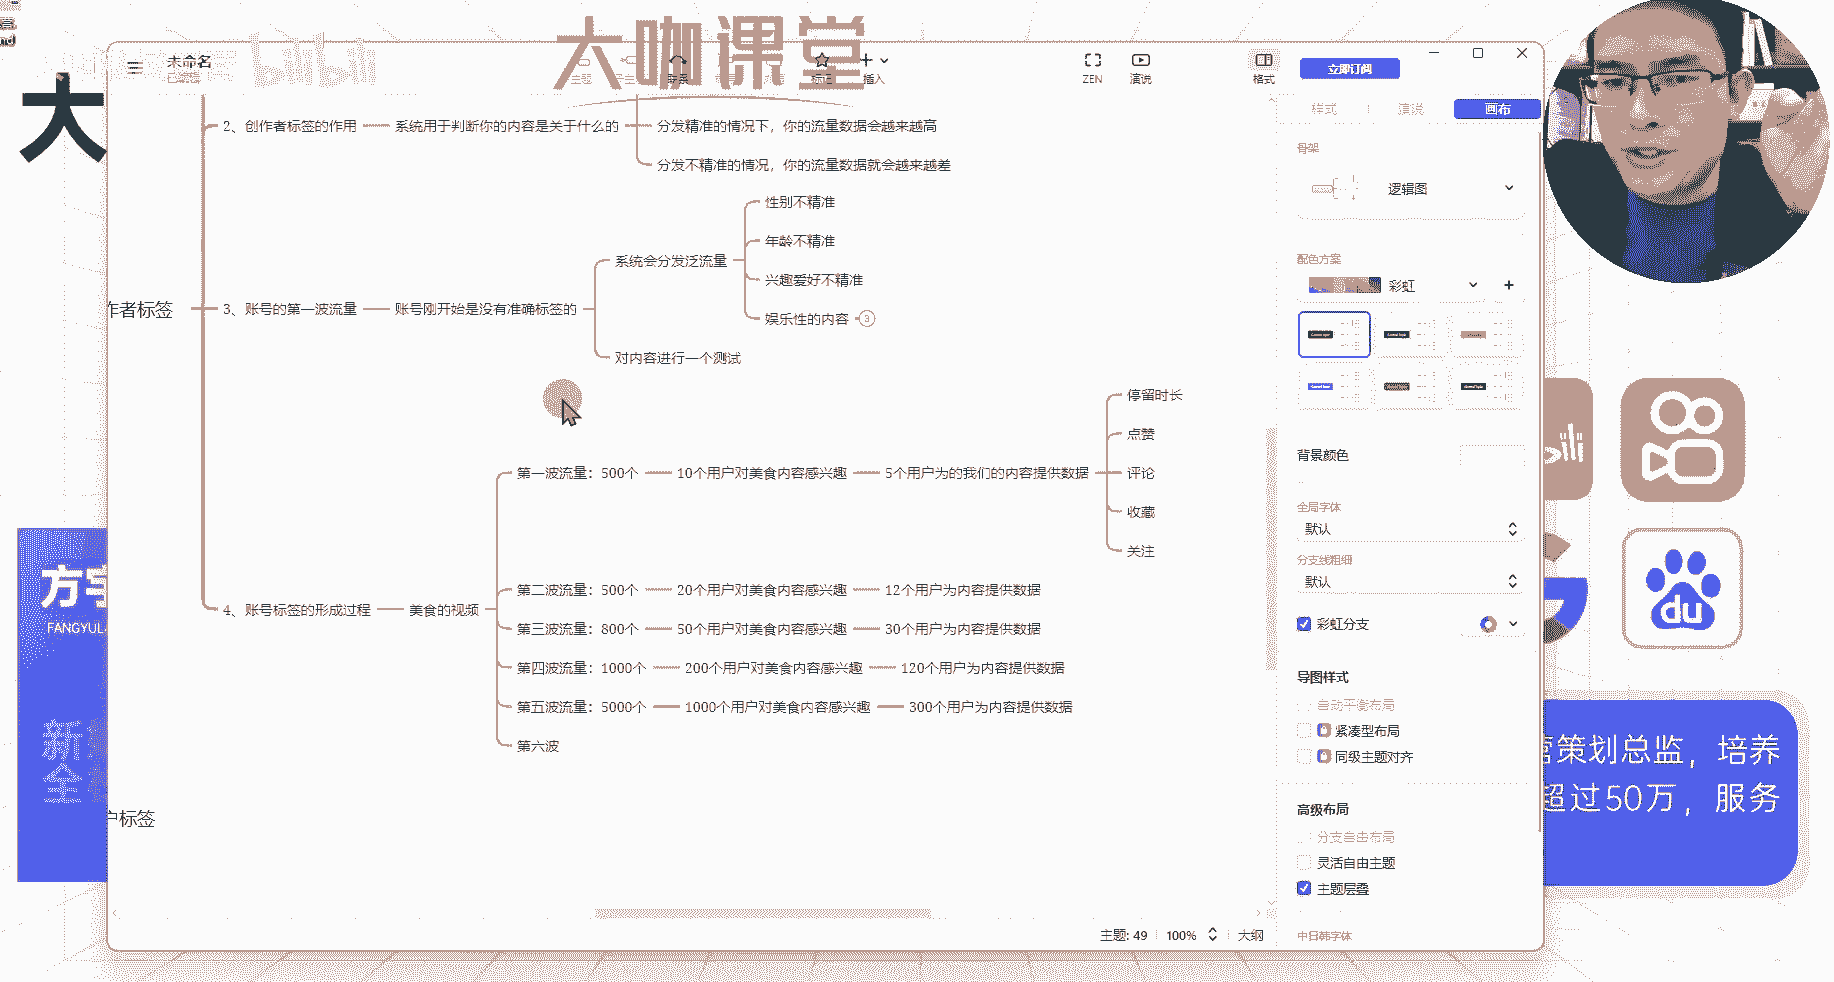 大咖课堂
bilibili
未命名
已编辑
主题
标记
插入
ZEN
演说
格式
立即订阅
大
样式
演说
画布
2、创作者标签的作用
系统用于判断你的内容是关于什么的
分发精准的情况下，你的流量数据会越来越高
分发不精准的情况，你的流量数据就会越来越差
骨架
逻辑图
性别不精准
年龄不精准
系统会分发泛流量
兴趣爱好不精准
娱乐性的内容
3
作者标签
3、账号的第一波流量
账号刚开始是没有准确标签的
对内容进行一个测试
配色方案
彩虹
停留时长
点赞
第一波流量：500个
10个用户对美食内容感兴趣
5个用户为的我们的内容提供数据
评论
收藏
关注
背景颜色
全局字体
默认
分支线粗细
默认
第二波流量：500个
20个用户对美食内容感兴趣
12个用户为内容提供数据
4、账号标签的形成过程
美食的视频
第三波流量：800个
50个用户对美食内容感兴趣
30个用户为内容提供数据
彩虹分支
第四波流量：1000个
200个用户对美食内容感兴趣
120个用户为内容提供数据
导图样式
第五波流量：5000个
1000个用户对美食内容感兴趣
300个用户为内容提供数据
自动平衡布局
第六波
紧凑型布局
同级主题对齐
户标签
高级布局
分支自由布局
灵活自由主题
主题层叠
主题: 49
100%
大纲
中日韩字体
方宇
FANGYUL
新
全
du
营策划总监，培养
超过50万，服务